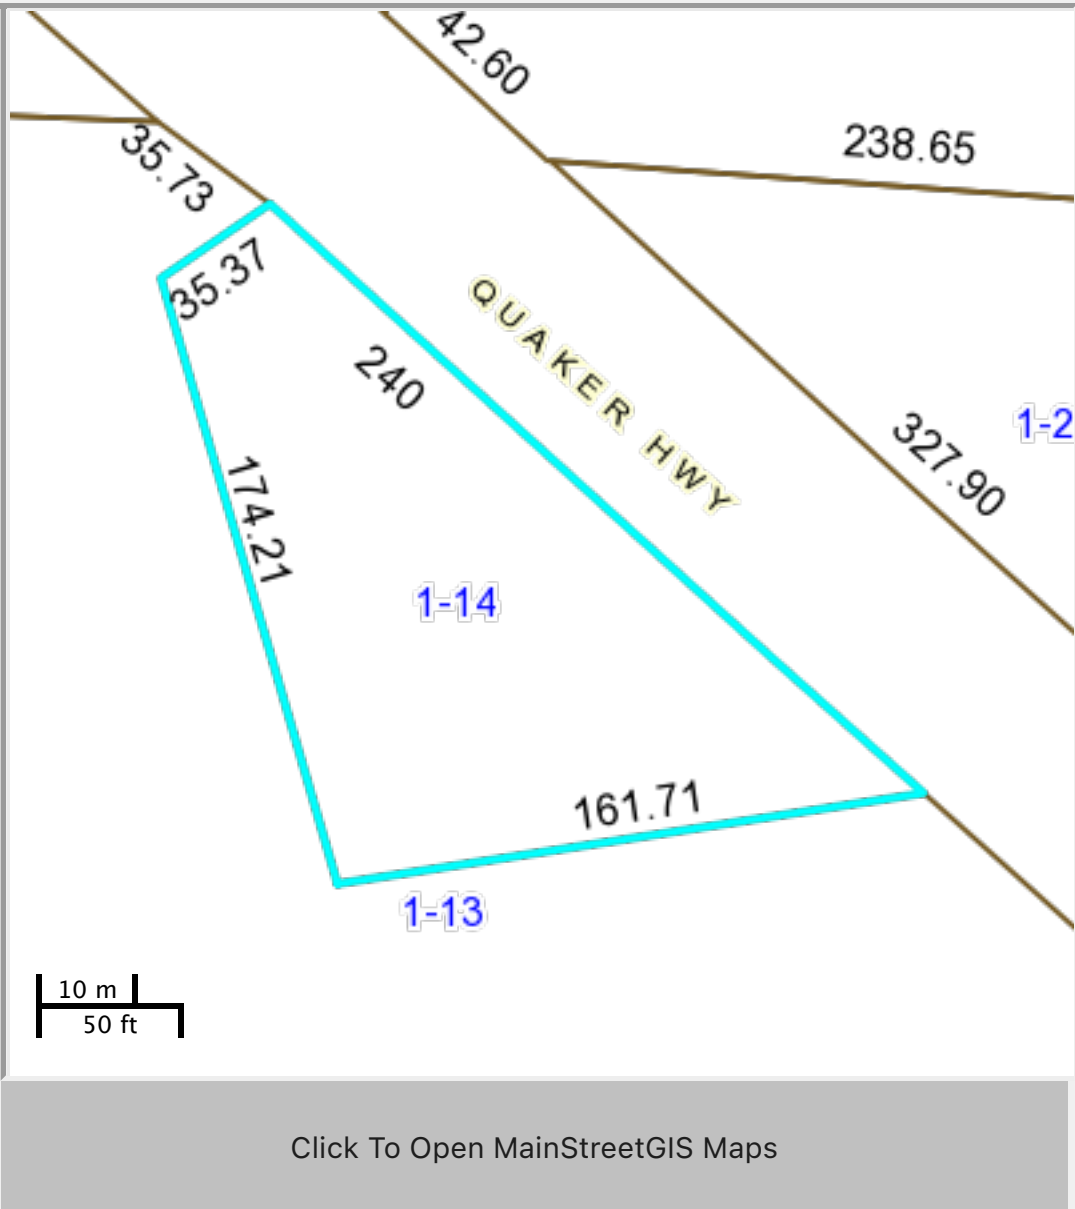 42.60
238.65
35.73
35.37
QUAKER HWY
240
327.90
1-2
174.21
1-14
161.71
1-13
10 m
50 ft
Click To Open MainStreetGIS Maps